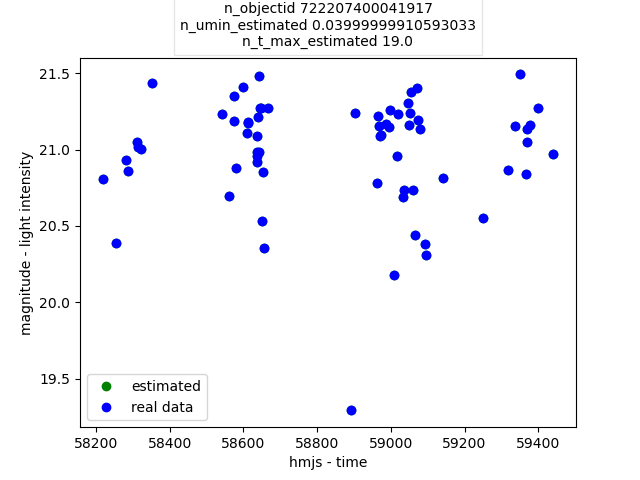 n_objectid 722207400041917
n_umin_estimated 0.03999999910593033
n_t_max_estimated 19.0
21.5
21.0
20.5
20.0
19.5
magnitude - light intensity
estimated
real data
58200 58400 58600 58800 59000 59200 59400
hmjs - time